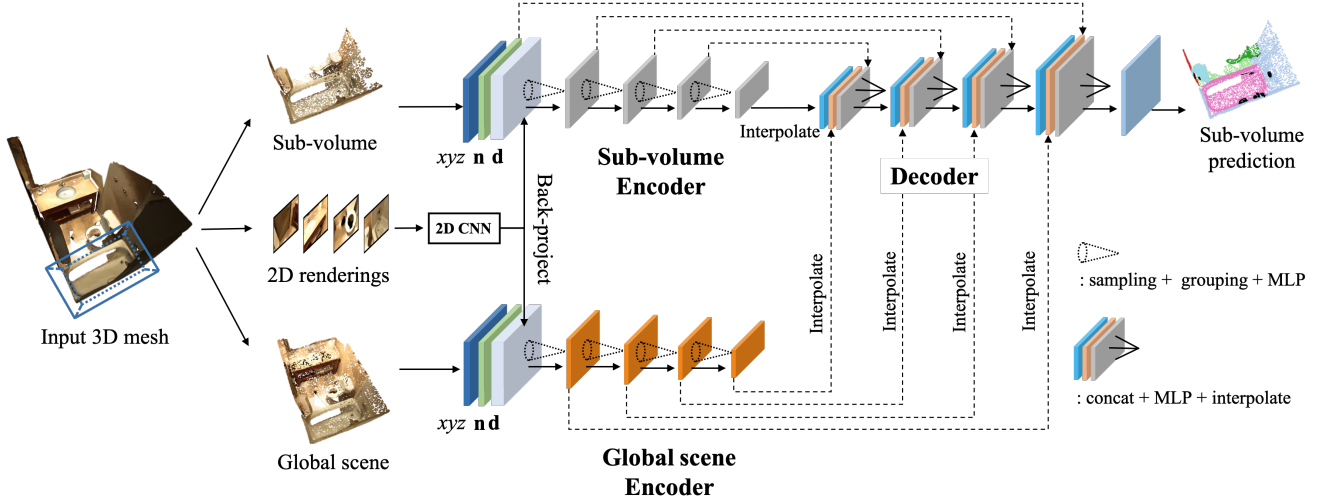 Sub-volume
xyz n d
Interpolate
Sub-volume
Encoder
Decoder
Sub-volume
prediction
2D CNN
Back-project
2D renderings
Input 3D mesh
Interpolate
Interpolate
Interpolate
Interpolate
: sampling + grouping + MLP
: concat + MLP + interpolate
xyz n d
Global scene
Global scene
Encoder